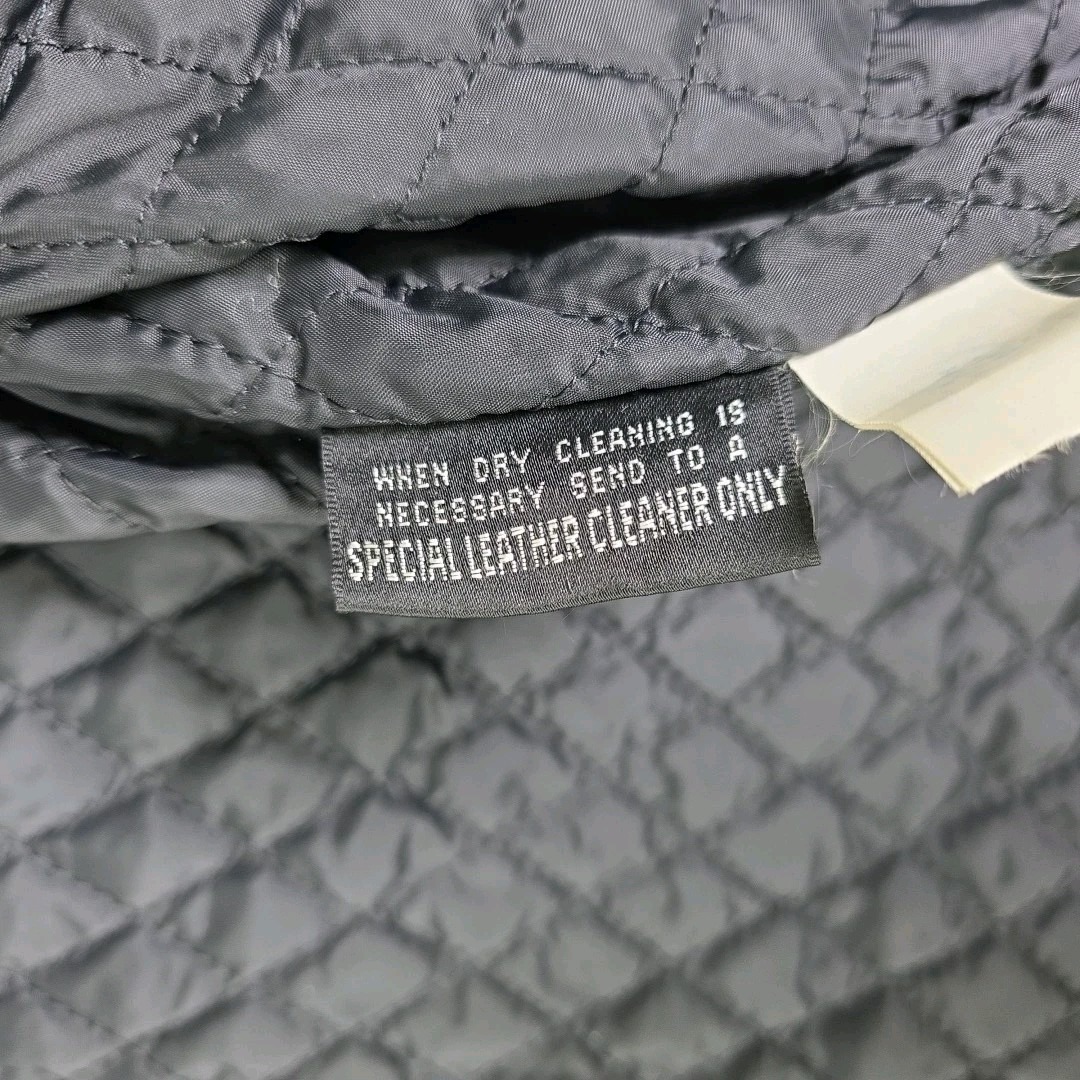 WHEN DRY CLEANING IS
NECESSARY SEND TO A
SPECIAL LEATHER CLEANER ONLY